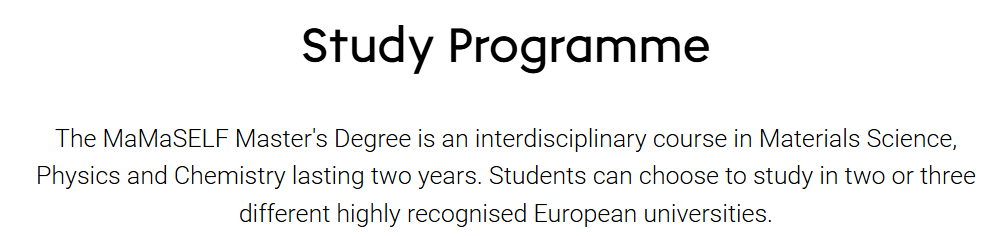 Study Programme
The MaMaSELF Master's Degree is an interdisciplinary course in Materials Science,
Physics and Chemistry lasting two years. Students can choose to study in two or three
different highly recognised European universities.